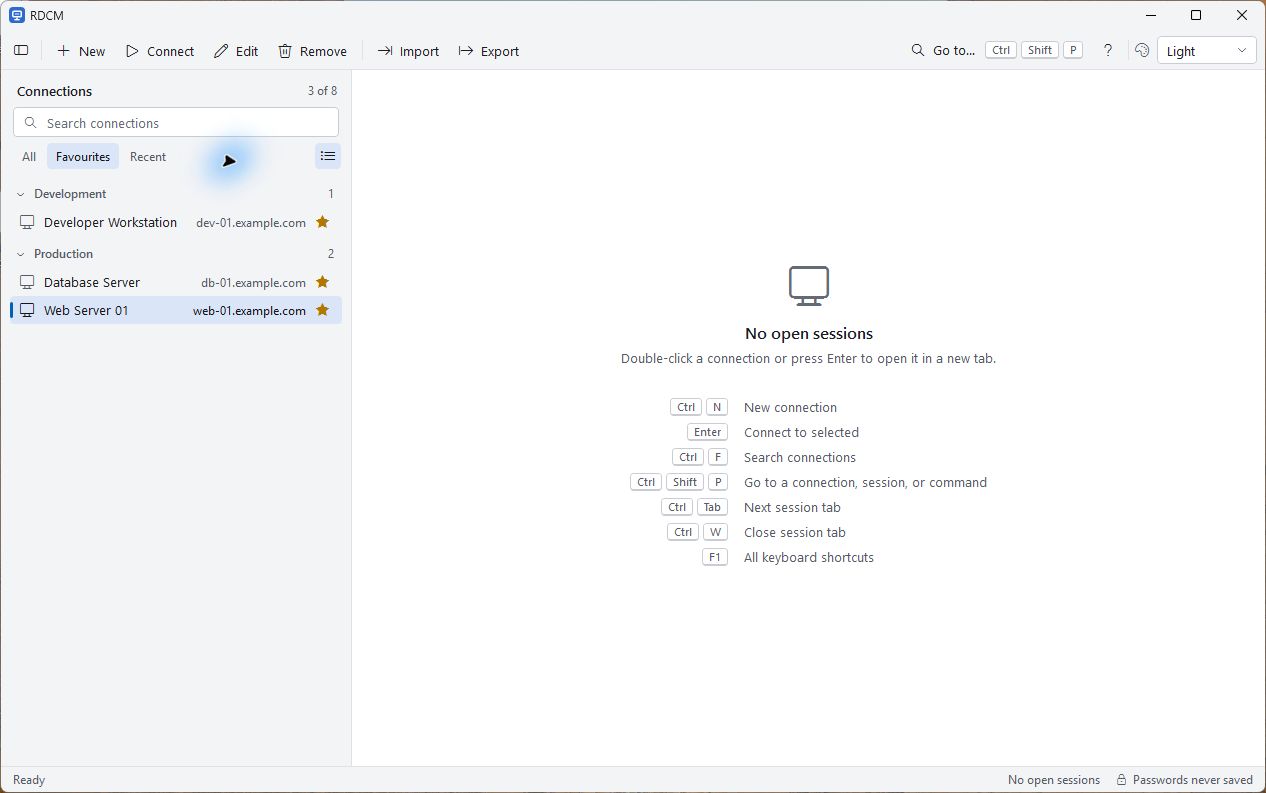 RDCM
New Connect Edit Remove Import Export Go to... Ctrl Shift P ? Light
Connections 3 of 8
Search connections
All Favourites Recent
Development 1
Developer Workstation dev-01.example.com
Production 2
Database Server db-01.example.com
Web Server 01 web-01.example.com
No open sessions
Double-click a connection or press Enter to open it in a new tab.
Ctrl N New connection
Enter Connect to selected
Ctrl F Search connections
Ctrl Shift P Go to a connection, session, or command
Ctrl Tab Next session tab
Ctrl W Close session tab
F1 All keyboard shortcuts
Ready No open sessions Passwords never saved